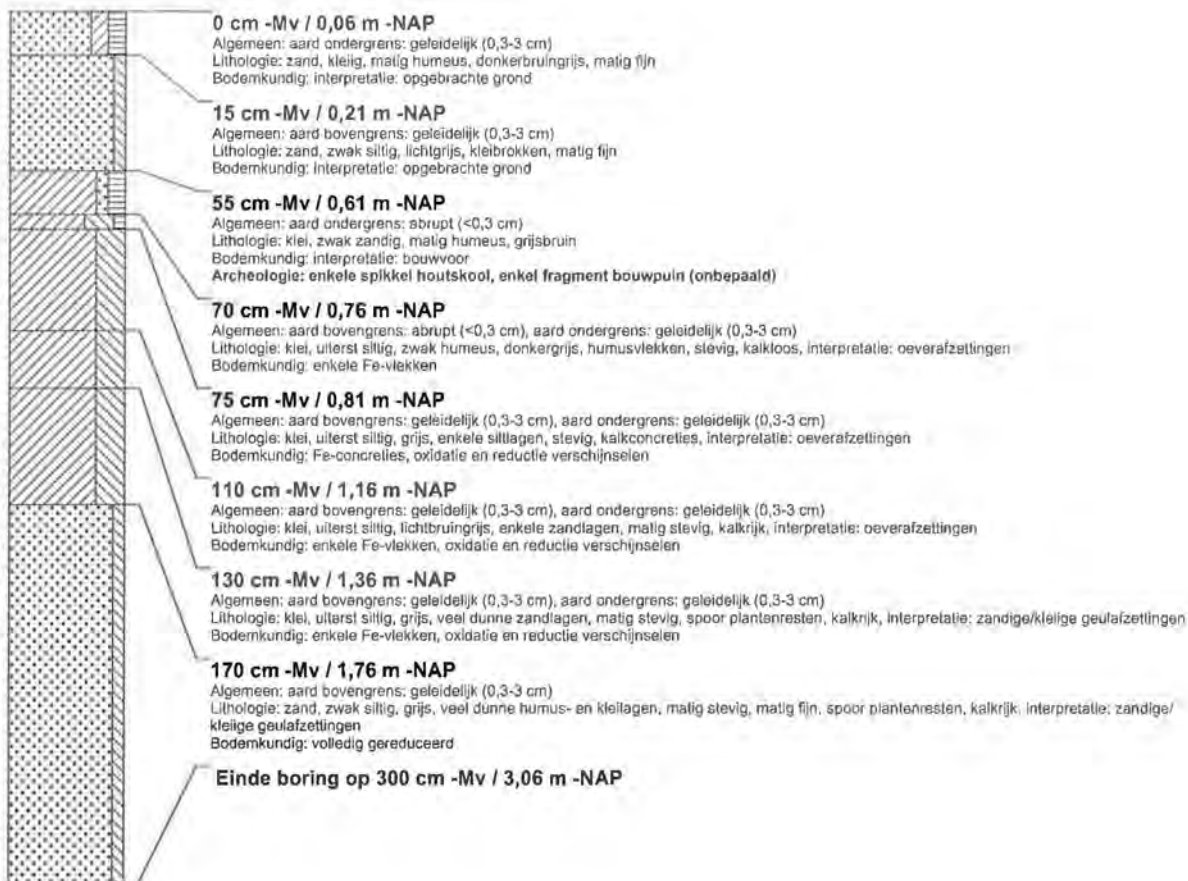 0 cm -Mv / 0,06 m -NAP
Algemeen: aard ondergrens: geleidelijk (0,3-3 cm)
Lithologie: zand, kleiig, matig humeus, donkerbruingrijs, matig fijn
Bodemkundig: interpretatie: opgebrachte grond
15 cm -Mv / 0,21 m -NAP
Algemeen: aard bovengrens: geleidelijk (0,3-3 cm)
Lithologie: zand, zwak siltig, lichtgrijs, kleibrokken, matig fijn
Bodemkundig: interpretatie: opgebrachte grond
55 cm -Mv / 0,61 m -NAP
Algemeen: aard ondergrens: abrupt (<0,3 cm)
Lithologie: klei, zwak zandig, matig humeus, grijsbruin
Bodemkundig: interpretatie: bouwvoor
Archeologie: enkele spikkel houtskool, enkel fragment bouwpuin (onbepaald)
70 cm -Mv / 0,76 m -NAP
Algemeen: aard bovengrens: abrupt (<0,3 cm), aard ondergrens: geleidelijk (0,3-3 cm)
Lithologie: klei, uiterst siltig, zwak humeus, donkergrijs, humusvlekken, stevig, kalkloos, interpretatie: oeverafzettingen
Bodemkundig: enkele Fe-vlekken
75 cm -Mv / 0,81 m -NAP
Algemeen: aard bovengrens: geleidelijk (0,3-3 cm), aard ondergrens: geleidelijk (0,3-3 cm)
Lithologie: klei, uiterst siltig, grijs, enkele siltlagen, stevig, kalkconcreties, interpretatie: oeverafzettingen
Bodemkundig: Fe-concreties, oxidatie en reductie verschijnselen
110 cm -Mv / 1,16 m -NAP
Algemeen: aard bovengrens: geleidelijk (0,3-3 cm), aard ondergrens: geleidelijk (0,3-3 cm)
Lithologie: klei, uiterst siltig, lichtbruingrijs, enkele zandlagen, matig stevig, kalkrijk, interpretatie: oeverafzettingen
Bodemkundig: enkele Fe-vlekken, oxidatie en reductie verschijnselen
130 cm -Mv / 1,36 m -NAP
Algemeen: aard bovengrens: geleidelijk (0,3-3 cm), aard ondergrens: geleidelijk (0,3-3 cm)
Lithologie: klei, uiterst siltig, grijs, veel dunne zandlagen, matig stevig, spoor plantenresten, kalkrijk, interpretatie: zandige/kleiige geulafzettingen
Bodemkundig: enkele Fe-vlekken, oxidatie en reductie verschijnselen
170 cm -Mv / 1,76 m -NAP
Algemeen: aard bovengrens: geleidelijk (0,3-3 cm)
Lithologie: zand, zwak siltig, grijs, veel dunne humus- en kleilagen, matig stevig, matig fijn, spoor plantenresten, kalkrijk, interpretatie: zandige/
kleiige geulafzettingen
Bodemkundig: volledig gereduceerd
Einde boring op 300 cm -Mv / 3,06 m -NAP